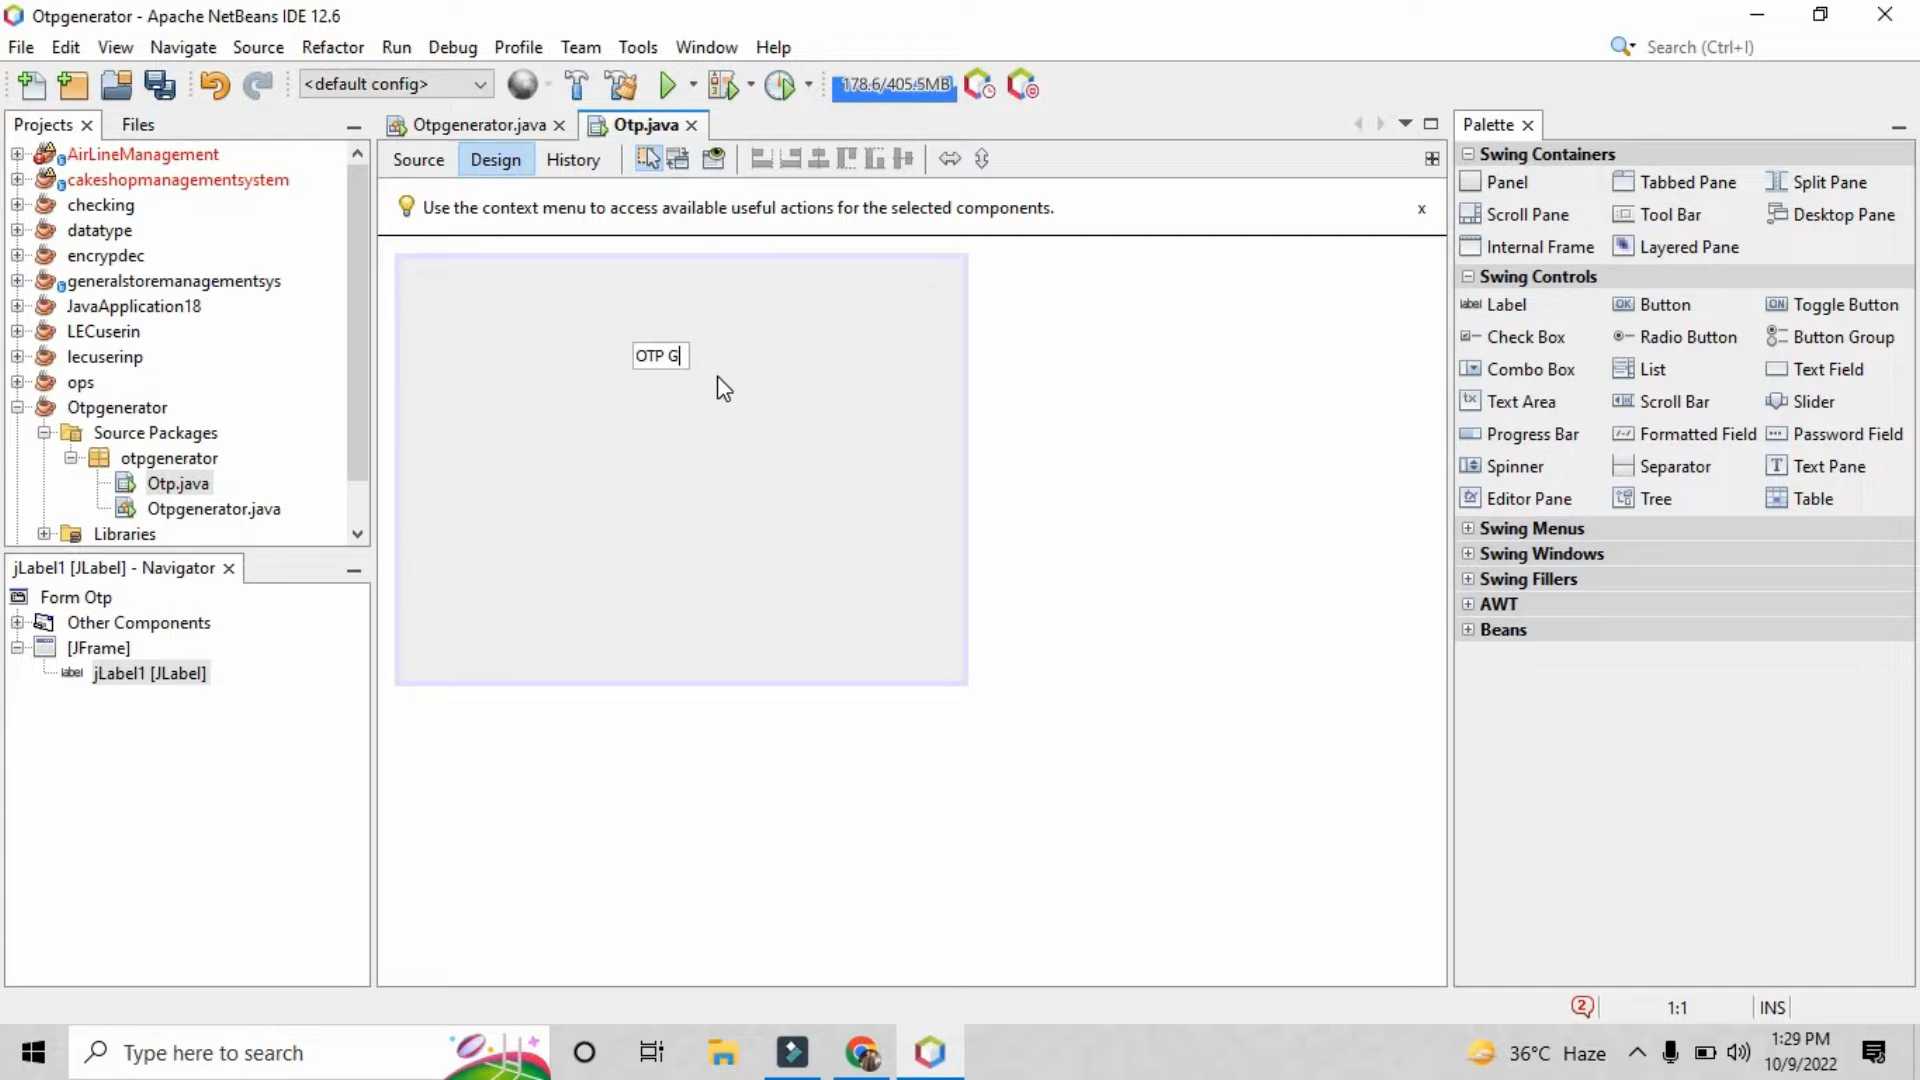 Otpgenerator - Apache NetBeans IDE 12.6
File Edit View Navigate Source Refactor Run Debug Profile Team Tools Window Help
Search (Ctrl+I)
<default config>
178.6/405.5MB
Projects
Files
AirLineManagement
cakeshopmanagementsystem
checking
datatype
encrypdec
generalstoremanagementsys
JavaApplication18
LECuserin
lecuserinp
ops
Otpgenerator
Source Packages
otpgenerator
Otp.java
Otpgenerator.java
Libraries
jLabel1 [JLabel] - Navigator
Form Otp
Other Components
[JFrame]
label jLabel1 [JLabel]
Otpgenerator.java
Otp.java
Source Design History
Use the context menu to access available useful actions for the selected components.
x
OTP G
Palette
Swing Containers
Panel Tabbed Pane Split Pane
Scroll Pane Tool Bar Desktop Pane
Internal Frame Layered Pane
Swing Controls
label Label OK Button ON Toggle Button
Check Box Radio Button Button Group
Combo Box List Text Field
Text Area Scroll Bar Slider
Progress Bar Formatted Field Password Field
Spinner Separator Text Pane
Editor Pane Tree Table
Swing Menus
Swing Windows
Swing Fillers
AWT
Beans
2
1:1
INS
Type here to search
36°C Haze
1:29 PM
10/9/2022